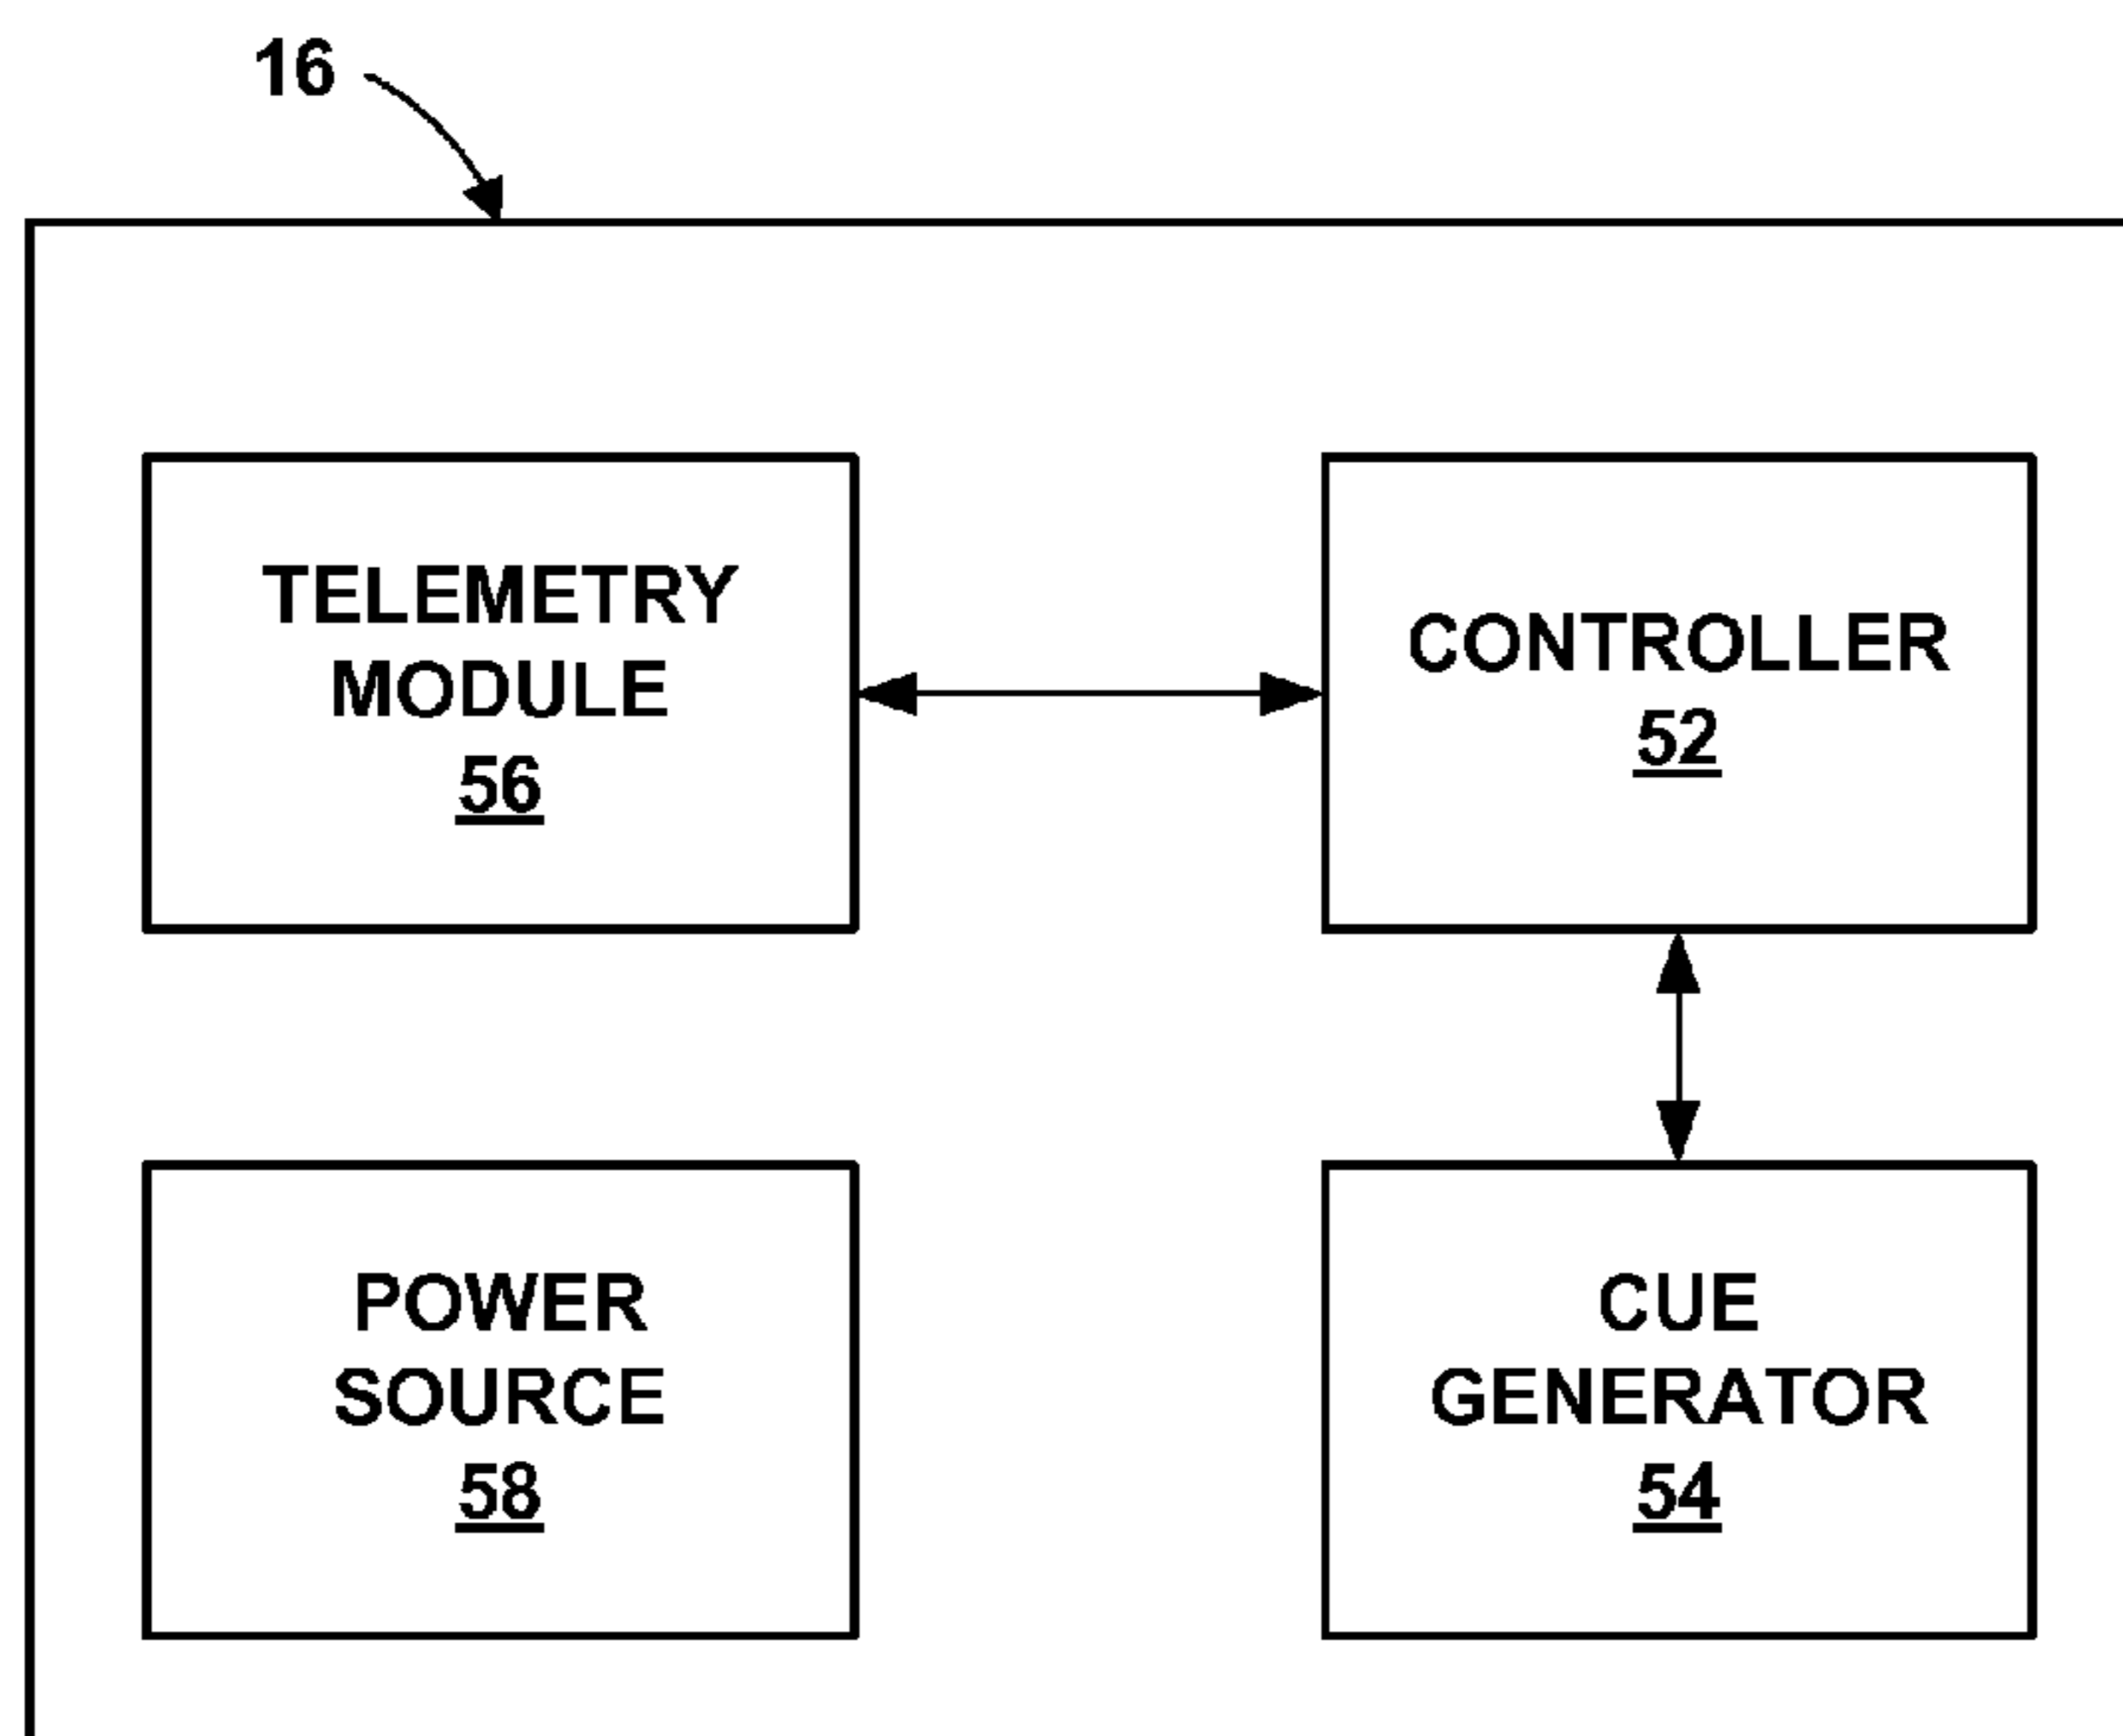 16
TELEMETRY
MODULE
56
CONTROLLER
52
POWER
SOURCE
58
CUE
GENERATOR
54